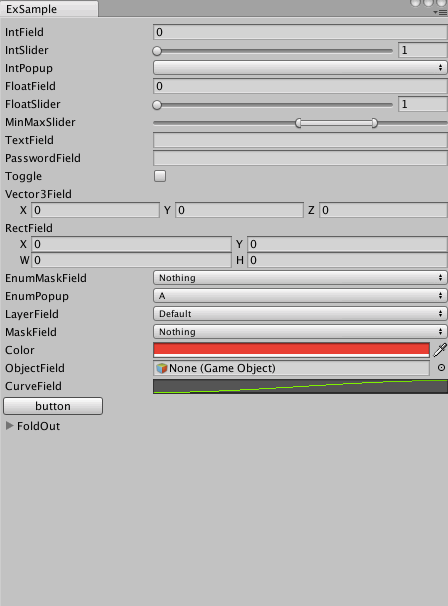 ExSample
IntField 0
IntSlider 1
IntPopup
FloatField 0
FloatSlider 1
MinMaxSlider
TextField
PasswordField
Toggle
Vector3Field
X 0 Y 0 Z 0
RectField
X 0 Y 0
W 0 H 0
EnumMaskField Nothing
EnumPopup A
LayerField Default
MaskField Nothing
Color
ObjectField None (Game Object)
CurveField
button
FoldOut